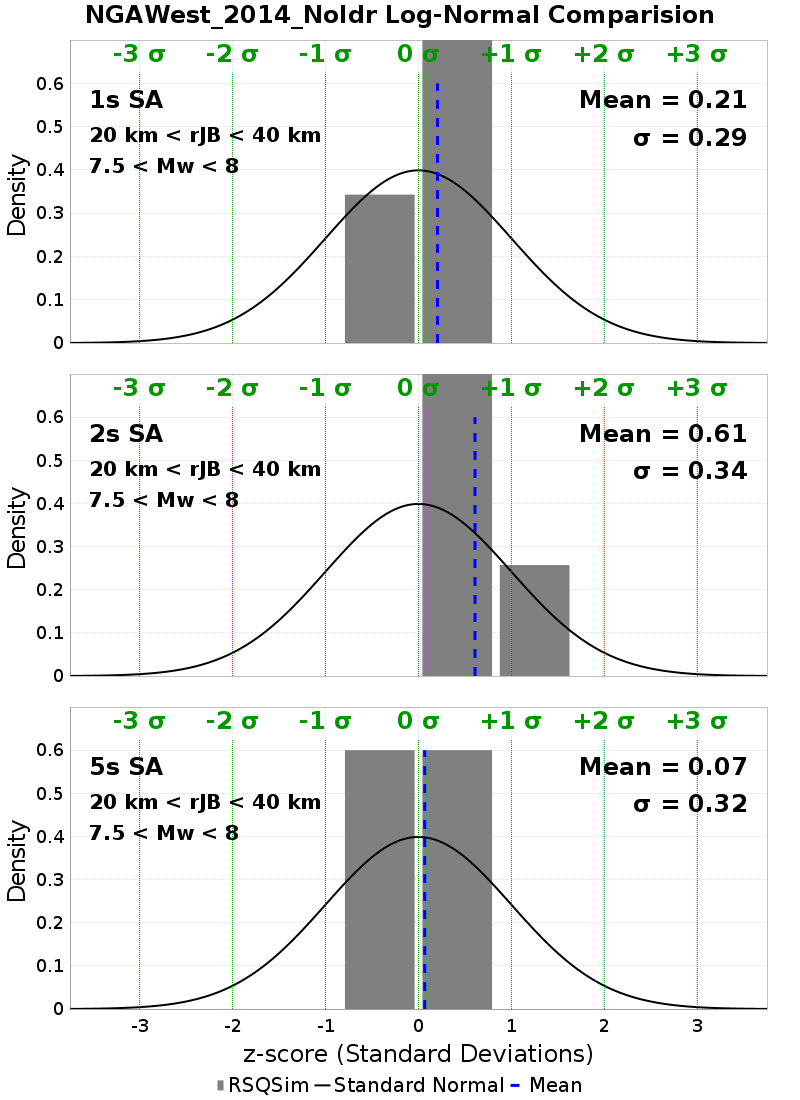 NGAWest_2014_NoIdr Log-Normal Comparision
-3 σ -2 σ -1 σ 0 σ +1 σ +2 σ +3 σ
1s SA
20 km < rJB < 40 km
7.5 < Mw < 8
Mean = 0.21
σ = 0.29
0.6
0.5
0.4
0.3
0.2
0.1
0
Density
-3 σ -2 σ -1 σ 0 σ +1 σ +2 σ +3 σ
2s SA
20 km < rJB < 40 km
7.5 < Mw < 8
Mean = 0.61
σ = 0.34
0.6
0.5
0.4
0.3
0.2
0.1
0
Density
-3 σ -2 σ -1 σ 0 σ +1 σ +2 σ +3 σ
5s SA
20 km < rJB < 40 km
7.5 < Mw < 8
Mean = 0.07
σ = 0.32
0.6
0.5
0.4
0.3
0.2
0.1
0
Density
-3 -2 -1 0 1 2 3
z-score (Standard Deviations)
RSQSim Standard Normal Mean